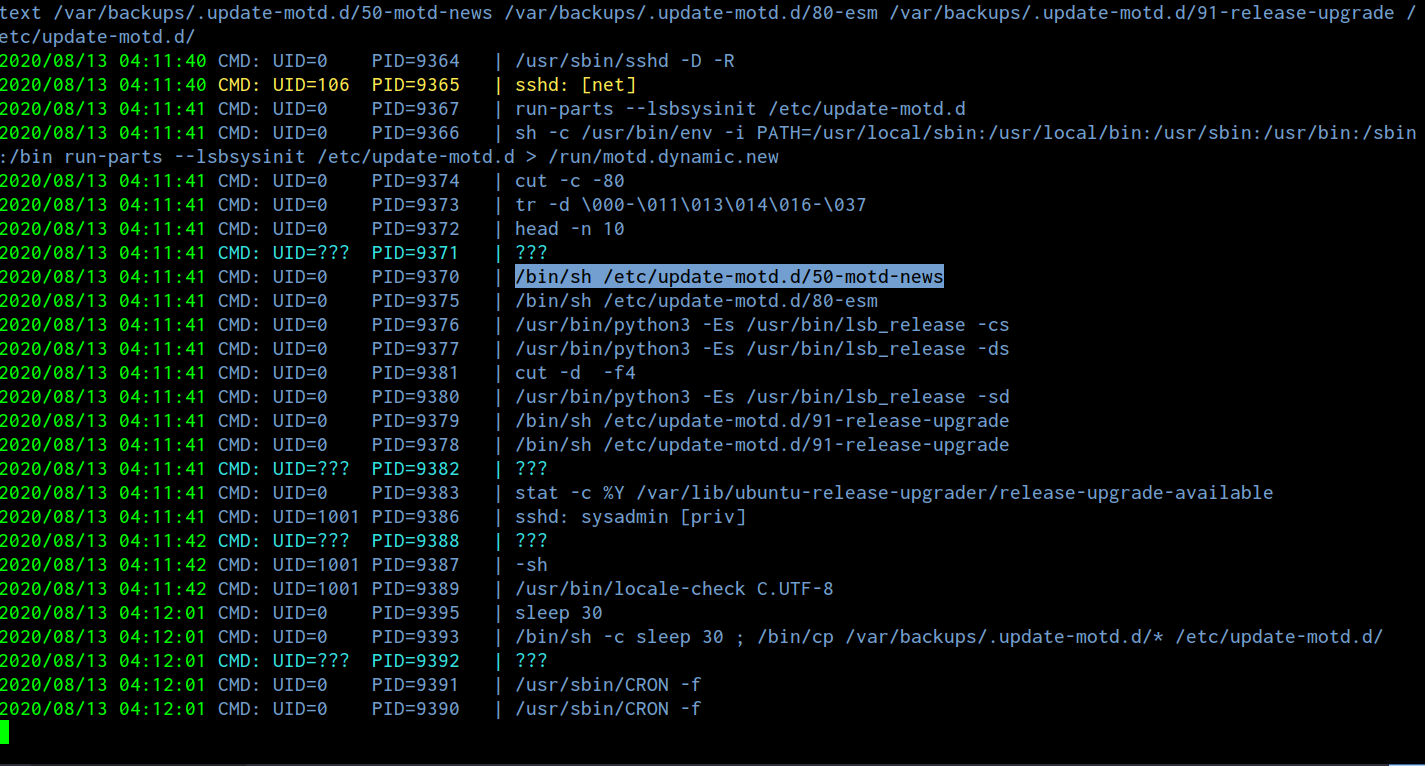 text /var/backups/.update-motd.d/50-motd-news /var/backups/.update-motd.d/80-esm /var/backups/.update-motd.d/91-release-upgrade /
etc/update-motd.d/
2020/08/13 04:11:40 CMD: UID=0    PID=9364   | /usr/sbin/sshd -D -R
2020/08/13 04:11:40 CMD: UID=106  PID=9365   | sshd: [net]
2020/08/13 04:11:41 CMD: UID=0    PID=9367   | run-parts --lsbsysinit /etc/update-motd.d
2020/08/13 04:11:41 CMD: UID=0    PID=9366   | sh -c /usr/bin/env -i PATH=/usr/local/sbin:/usr/local/bin:/usr/sbin:/usr/bin:/sbin
:/bin run-parts --lsbsysinit /etc/update-motd.d > /run/motd.dynamic.new
2020/08/13 04:11:41 CMD: UID=0    PID=9374   | cut -c -80
2020/08/13 04:11:41 CMD: UID=0    PID=9373   | tr -d \000-\011\013\014\016-\037
2020/08/13 04:11:41 CMD: UID=0    PID=9372   | head -n 10
2020/08/13 04:11:41 CMD: UID=???  PID=9371   | ???
2020/08/13 04:11:41 CMD: UID=0    PID=9370   | /bin/sh /etc/update-motd.d/50-motd-news
2020/08/13 04:11:41 CMD: UID=0    PID=9375   | /bin/sh /etc/update-motd.d/80-esm
2020/08/13 04:11:41 CMD: UID=0    PID=9376   | /usr/bin/python3 -Es /usr/bin/lsb_release -cs
2020/08/13 04:11:41 CMD: UID=0    PID=9377   | /usr/bin/python3 -Es /usr/bin/lsb_release -ds
2020/08/13 04:11:41 CMD: UID=0    PID=9381   | cut -d  -f4
2020/08/13 04:11:41 CMD: UID=0    PID=9380   | /usr/bin/python3 -Es /usr/bin/lsb_release -sd
2020/08/13 04:11:41 CMD: UID=0    PID=9379   | /bin/sh /etc/update-motd.d/91-release-upgrade
2020/08/13 04:11:41 CMD: UID=0    PID=9378   | /bin/sh /etc/update-motd.d/91-release-upgrade
2020/08/13 04:11:41 CMD: UID=???  PID=9382   | ???
2020/08/13 04:11:41 CMD: UID=0    PID=9383   | stat -c %Y /var/lib/ubuntu-release-upgrader/release-upgrade-available
2020/08/13 04:11:41 CMD: UID=1001 PID=9386   | sshd: sysadmin [priv]
2020/08/13 04:11:42 CMD: UID=???  PID=9388   | ???
2020/08/13 04:11:42 CMD: UID=1001 PID=9387   | -sh
2020/08/13 04:11:42 CMD: UID=1001 PID=9389   | /usr/bin/locale-check C.UTF-8
2020/08/13 04:12:01 CMD: UID=0    PID=9395   | sleep 30
2020/08/13 04:12:01 CMD: UID=0    PID=9393   | /bin/sh -c sleep 30 ; /bin/cp /var/backups/.update-motd.d/* /etc/update-motd.d/
2020/08/13 04:12:01 CMD: UID=???  PID=9392   | ???
2020/08/13 04:12:01 CMD: UID=0    PID=9391   | /usr/sbin/CRON -f
2020/08/13 04:12:01 CMD: UID=0    PID=9390   | /usr/sbin/CRON -f